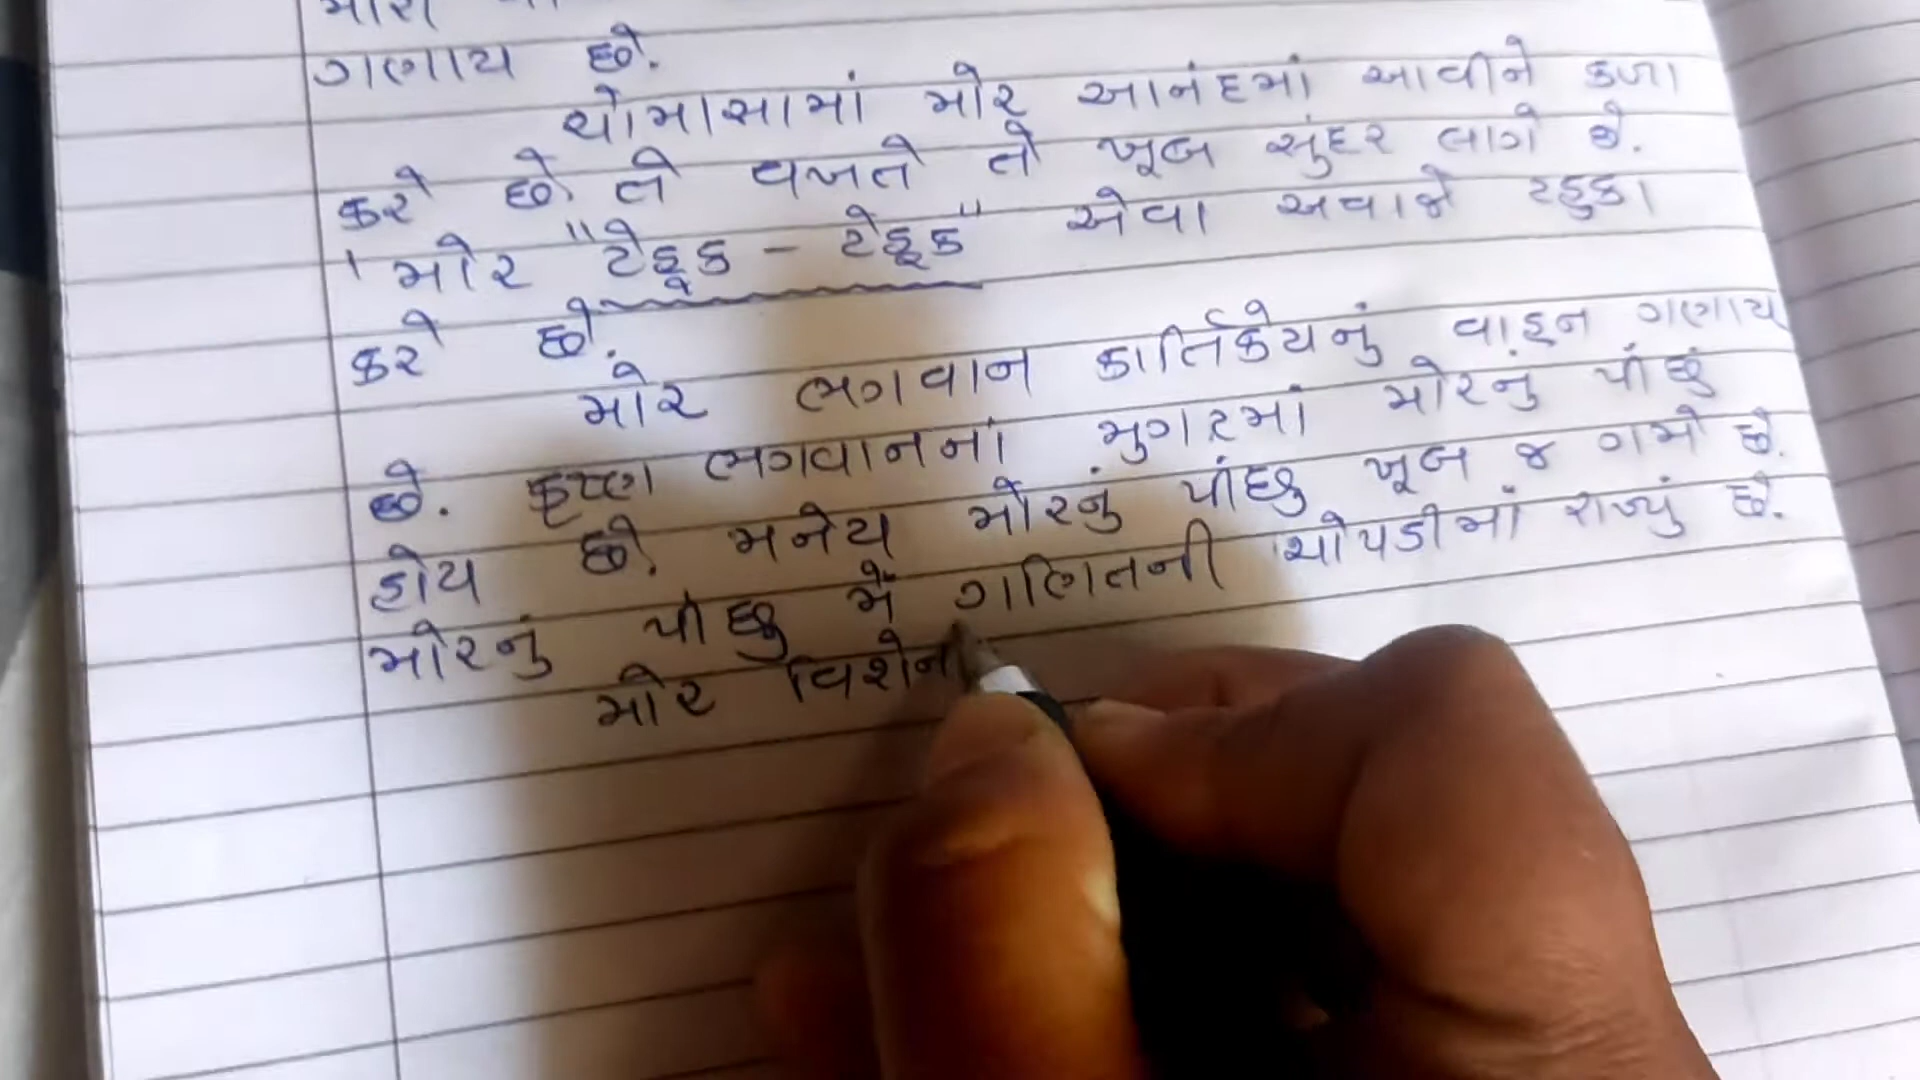 ગણાય છે.
ચોમાસામાં મોર આનંદમાં આવીને કળા
કરે છે. તે વખતે તો ખૂબ સુંદર લાગે છે.
' મોર "ટેહૂક - ટેહૂક" એવા અવાજે ટહુકા
કરે છે.
મોર ભગવાન કાર્તિકેયનું વાહન ગણાય
છે. કૃષ્ણ ભગવાનનાં મુગટમાં મોરનું પીંછું
હોય છે. મનેય મોરનું પીંછુ ખૂબ જ ગમે છે.
મોરનું પીંછુ મેં ગણિતની ચોપડીમાં રાખ્યું છે.
મોર વિશેન